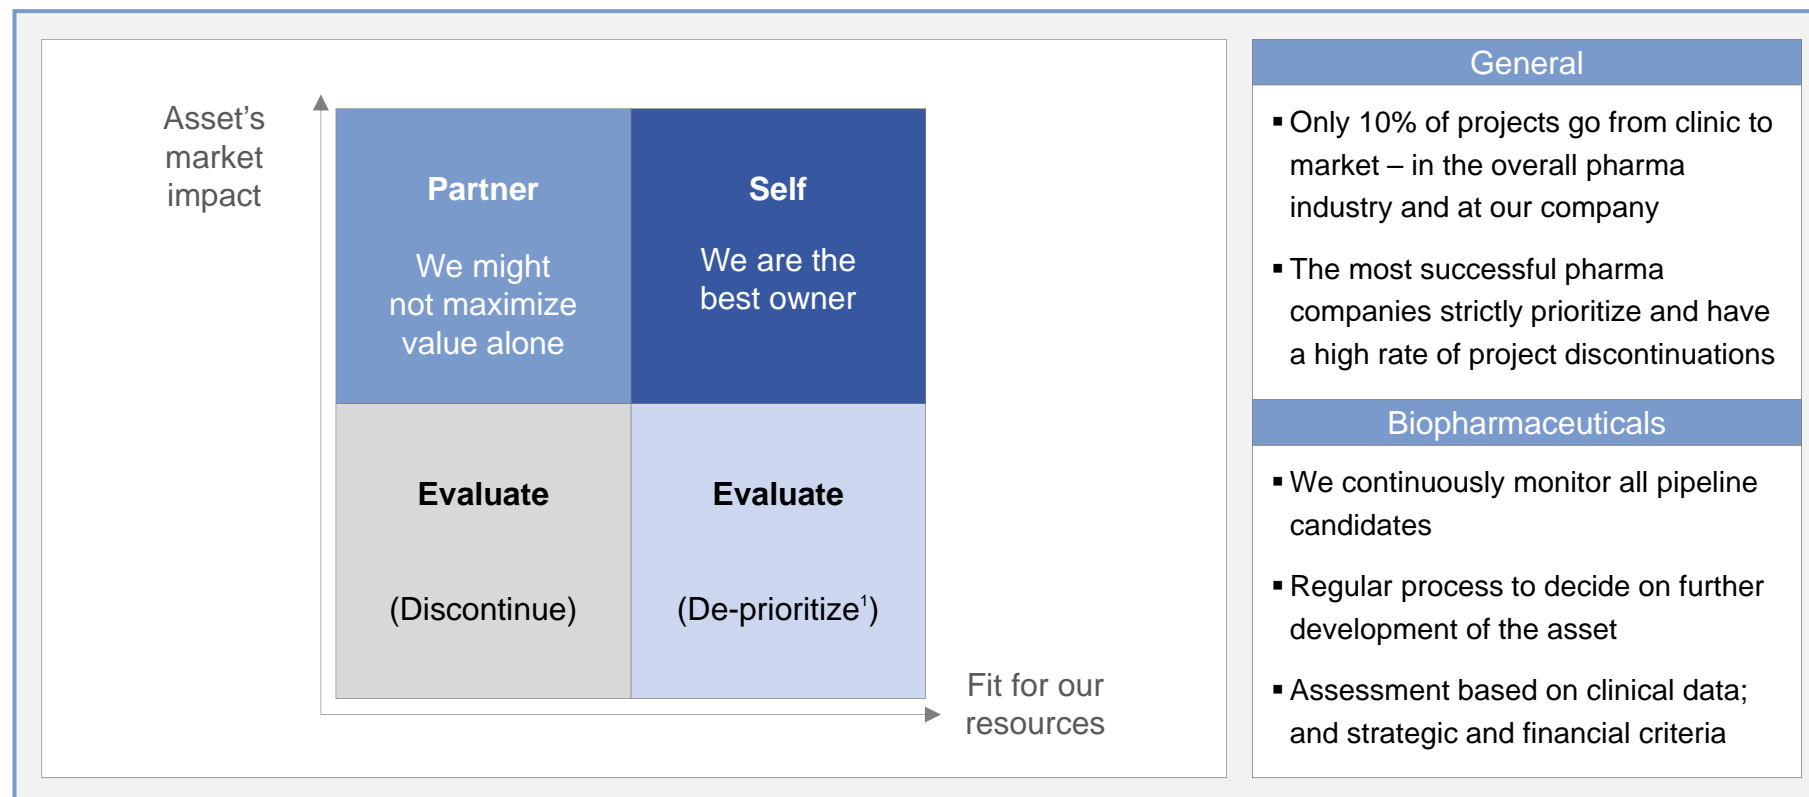 Asset's
market
impact
Partner
We might
not maximize
value alone
Self
We are the
best owner
Evaluate
(Discontinue)
Evaluate
(De-prioritize¹)
Fit for our
resources
General
▪ Only 10% of projects go from clinic to
market – in the overall pharma
industry and at our company
▪ The most successful pharma
companies strictly prioritize and have
a high rate of project discontinuations
Biopharmaceuticals
▪ We continuously monitor all pipeline
candidates
▪ Regular process to decide on further
development of the asset
▪ Assessment based on clinical data;
and strategic and financial criteria